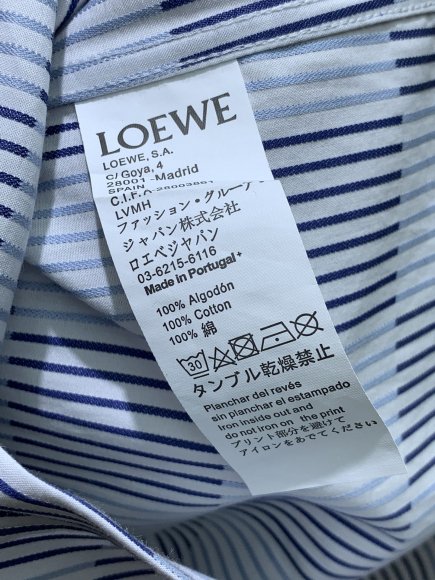 LOEWE
LOEWE, S.A.
C/ Goya, 4
28001 -Madrid
SPAIN
C.I.F.A-28003861
LVMH
ファッション・グループ・
ジャパン株式会社
ロエベジャパン
03-6215-6116
Made in Portugal+
100% Algodón
100% Cotton
100% 綿
30
タンブル乾燥禁止
Planchar del revés
sin planchar el estampado
Iron inside out and
do not iron on the print
プリント部分を避けて
アイロンをあてでください。